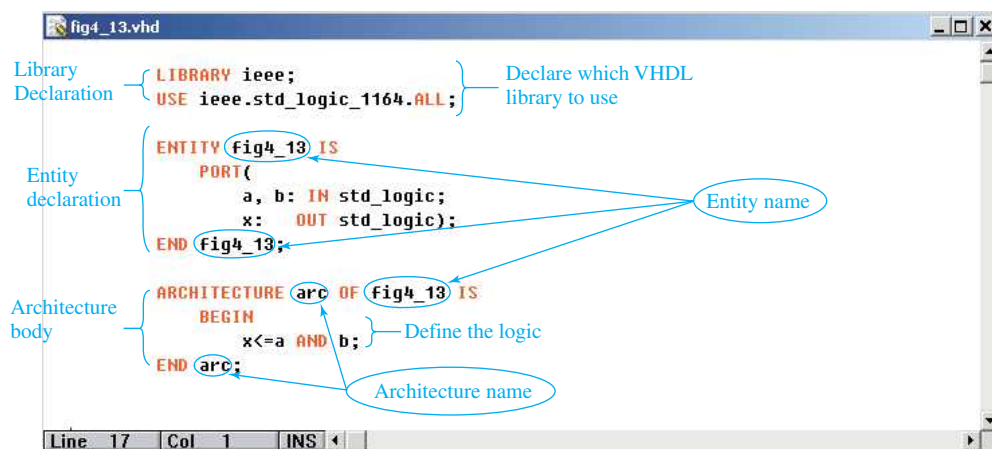 fig4_13.vhd
Library
Declaration
LIBRARY ieee;
USE ieee.std_logic_1164.ALL;
Declare which VHDL
library to use
Entity
declaration
ENTITY fig4_13 IS
PORT(
a, b: IN std_logic;
x: OUT std_logic);
END fig4_13;
Entity name
Architecture
body
ARCHITECTURE arc OF fig4_13 IS
BEGIN
x<=a AND b;
END arc;
Define the logic
Architecture name
Line 17 Col 1 INS